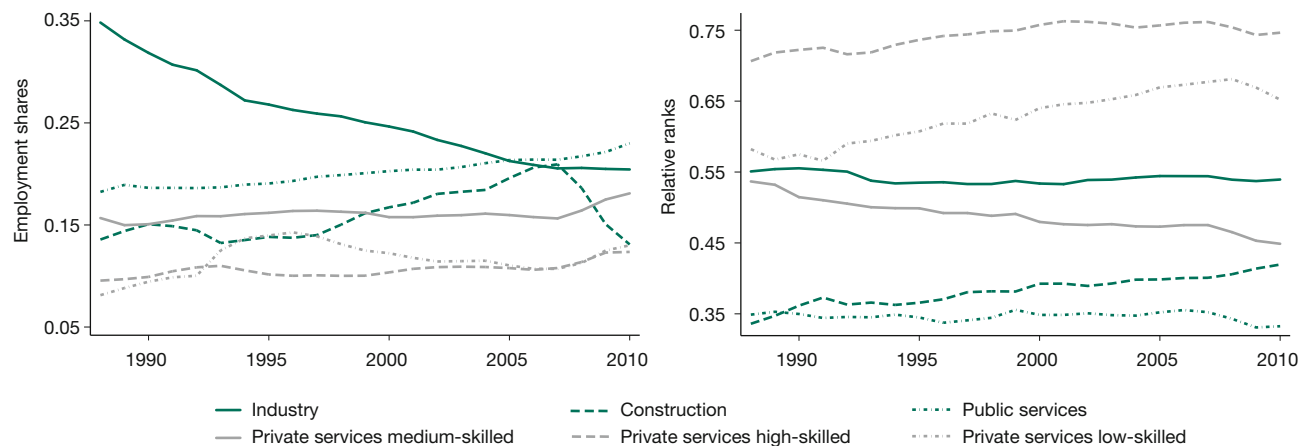 Employment shares
0.35
0.25
0.15
0.05
1990 1995 2000 2005 2010
Relative ranks
0.75
0.65
0.55
0.45
0.35
1990 1995 2000 2005 2010
Industry Construction Public services
Private services medium-skilled Private services high-skilled Private services low-skilled